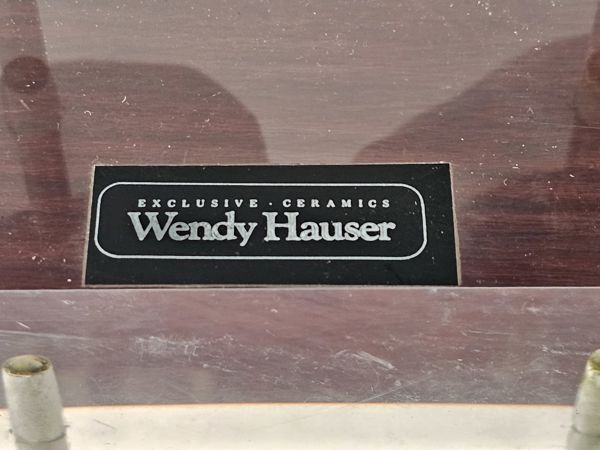 EXCLUSIVE · CERAMICS
Wendy Hauser